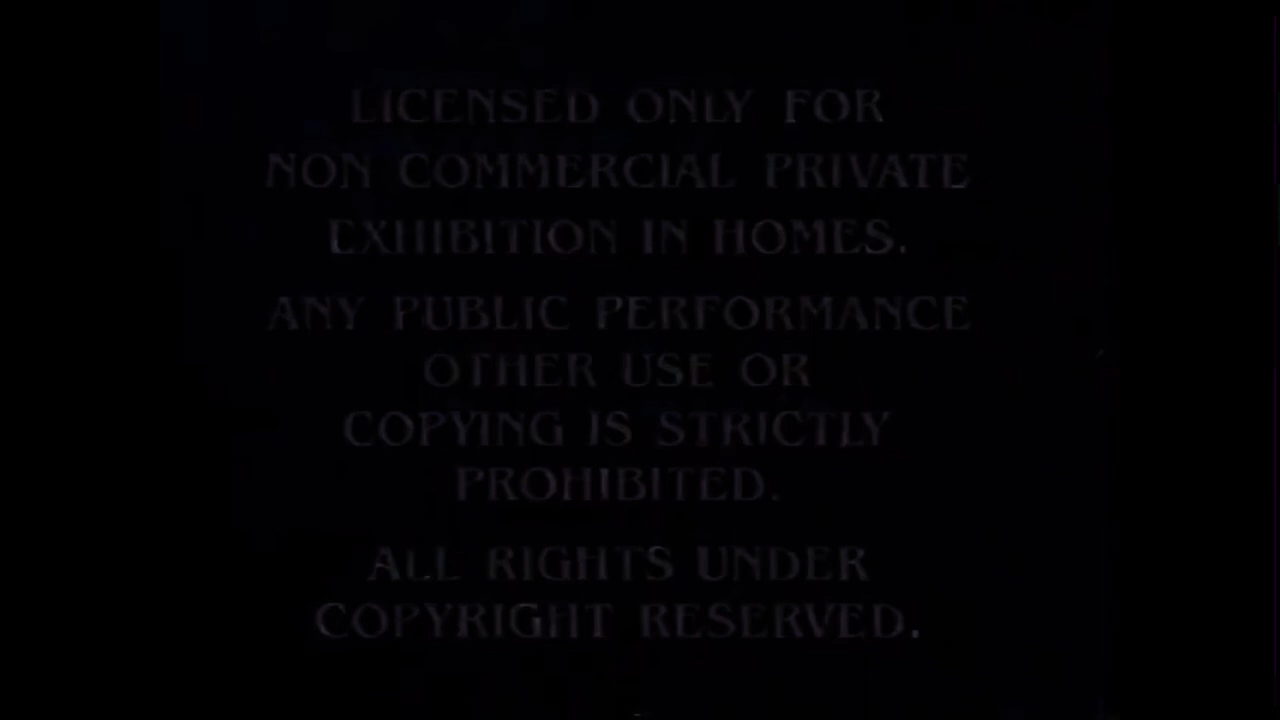 LICENSED ONLY FOR
NON COMMERCIAL PRIVATE
EXHIBITION IN HOMES.
ANY PUBLIC PERFORMANCE
OTHER USE OR
COPYING IS STRICTLY
PROHIBITED.
ALL RIGHTS UNDER
COPYRIGHT RESERVED.